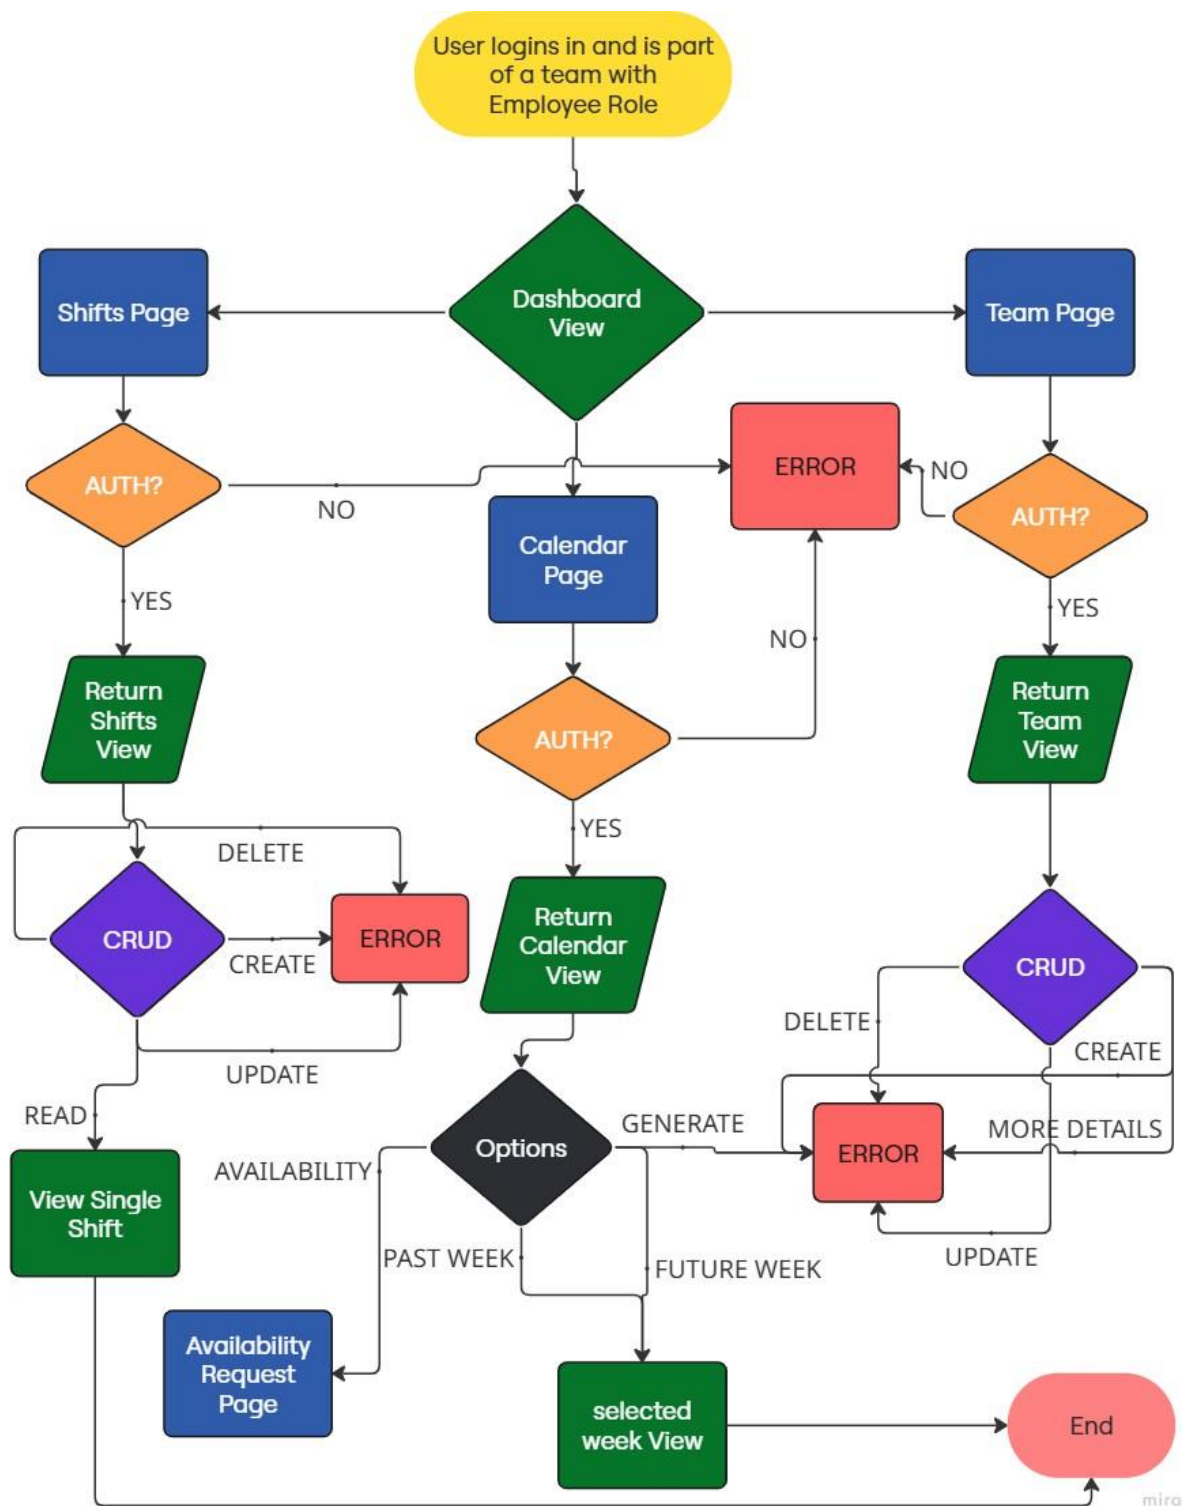 User logins in and is part
of a team with
Employee Role
Shifts Page
Dashboard
View
Team Page
AUTH?
NO
ERROR
NO
AUTH?
Calendar
Page
YES
YES
NO
Return
Shifts
View
AUTH?
Return
Team
View
YES
DELETE
CRUD
CREATE
ERROR
UPDATE
READ
View Single
Shift
Return
Calendar
View
Options
GENERATE
AVAILABILITY
PAST WEEK
FUTURE WEEK
CRUD
DELETE
CREATE
MORE DETAILS
ERROR
UPDATE
Availability
Request
Page
selected
week View
End
miro